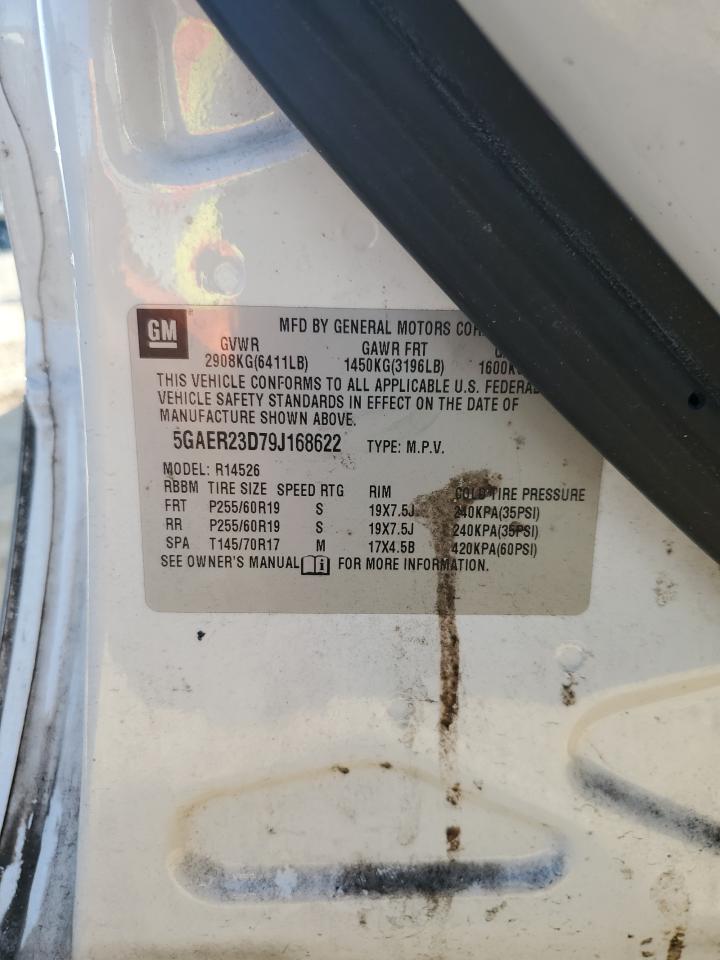 GM
MFD BY GENERAL MOTORS
GVWR GAWR FRT
2908KG(6411LB) 1450KG(3196LB)
THIS VEHICLE CONFORMS TO ALL APPLICABLE U.S. FEDERAL
VEHICLE SAFETY STANDARDS IN EFFECT ON THE DATE OF
MANUFACTURE SHOWN ABOVE.
5GAER23D79J168622 TYPE: M.P.V.
MODEL: R14526
RBBM TIRE SIZE SPEED RTG RIM COLD TIRE PRESSURE
FRT P255/60R19 S 19X7.5J 240KPA(35PSI)
RR P255/60R19 S 19X7.5J 240KPA(35PSI)
SPA T145/70R17 M 17X4.5B 420KPA(60PSI)
SEE OWNER'S MANUAL FOR MORE INFORMATION.